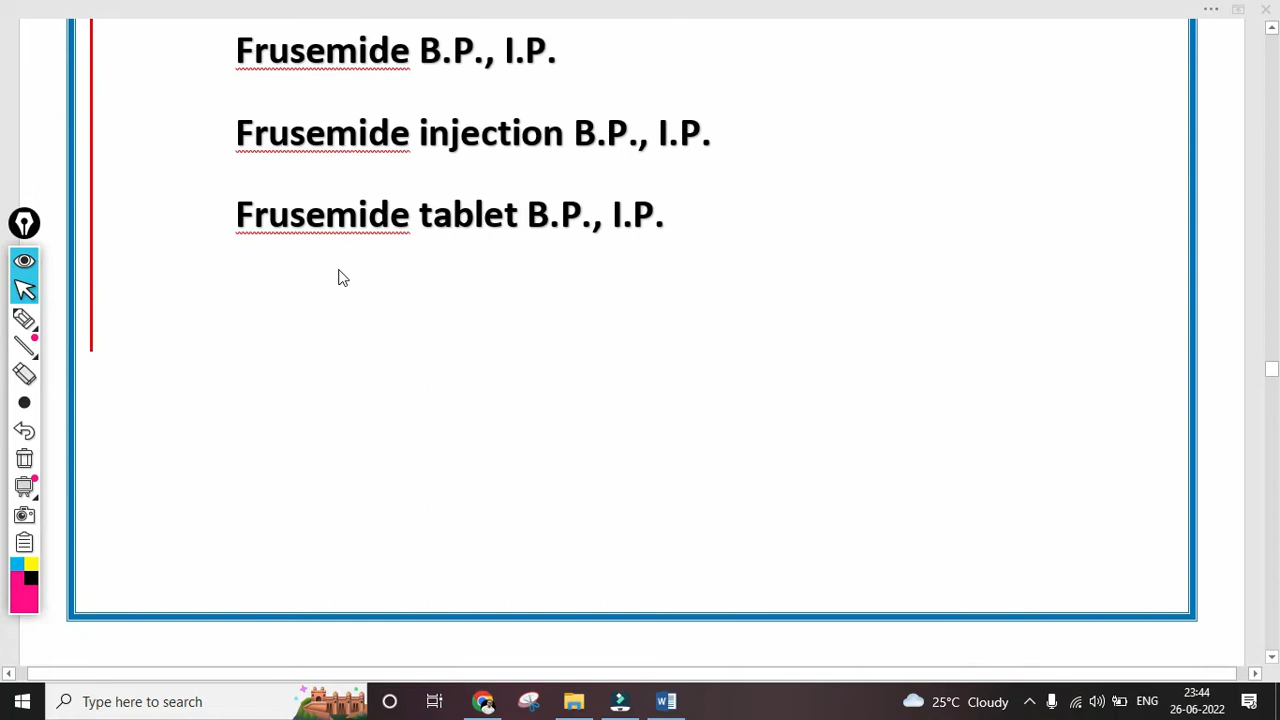 Frusemide B.P., I.P.
Frusemide injection B.P., I.P.
Frusemide tablet B.P., I.P.
Type here to search
25°C Cloudy
ENG
23:44
26-06-2022